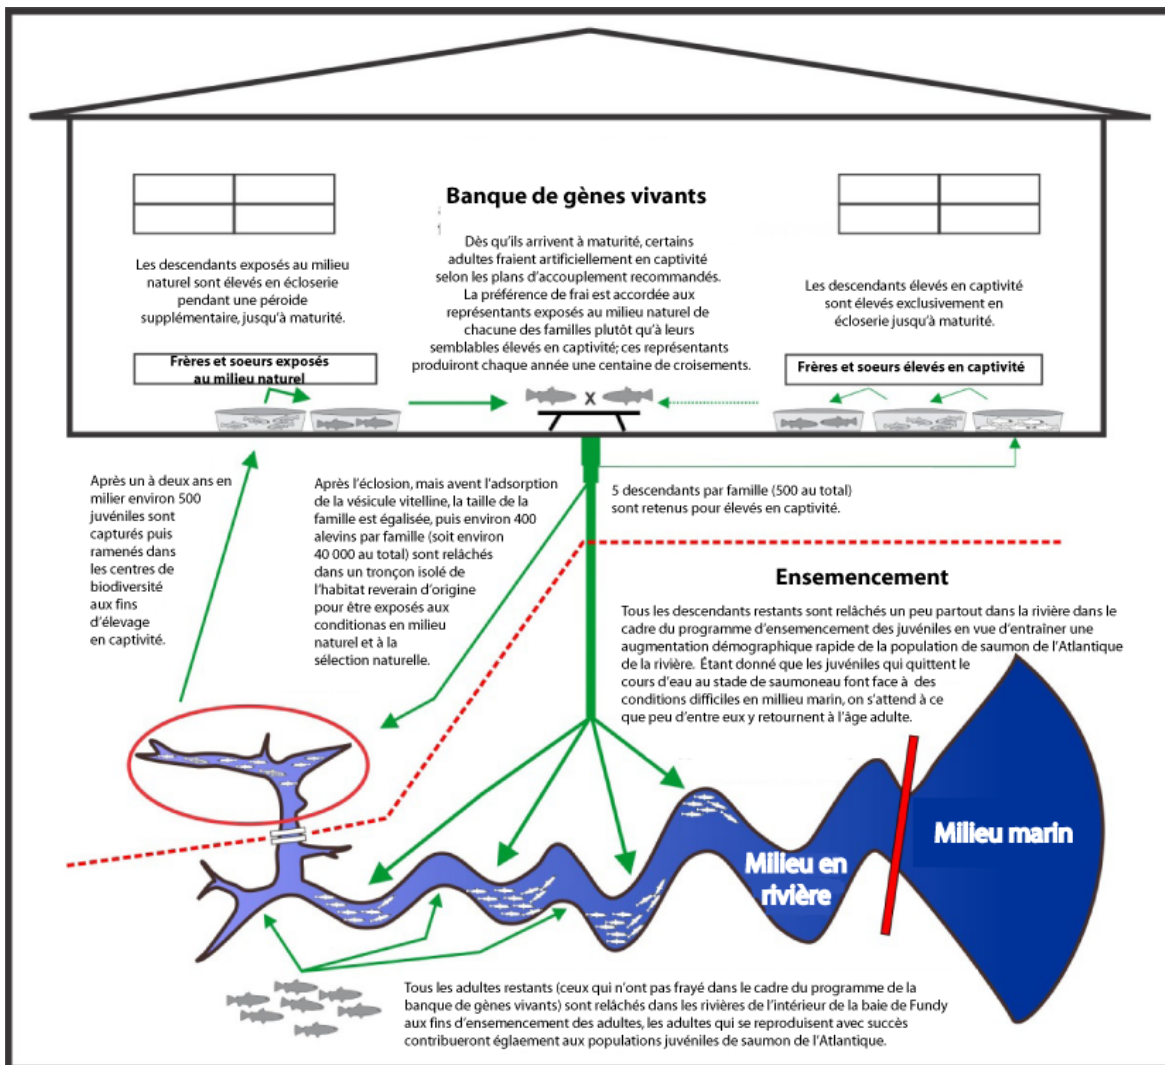 Banque de gènes vivants
Dès qu'ils arrivent à maturité, certains
adultes fraient artificiellement en captivité
selon les plans d'accouplement recommandés.
La préférence de frai est accordée aux
représentants exposés au milieu naturel de
chacune des familles plutôt qu'à leurs
semblables élevés en captivité; ces représentants
produiront chaque année une centaine de croisements.
Les descendants exposés au milieu
naturel sont élevés en écloserie
pendant une péroide
supplémentaire, jusqu'à maturité.
Frères et soeurs exposés
au milieu naturel
Les descendants élevés en captivité
sont élevés exclusivement en
écloserie jusqu'à maturité.
Frères et soeurs élevés en captivité
X
Après un à deux ans en
milier environ 500
juvéniles sont
capturés puis
ramenés dans
les centres de
biodiversité
aux fins
d'élevage
en captivité.
Après l'éclosion, mais avent l'adsorption
de la vésicule vitelline, la taille de la
famille est égalisée, puis environ 400
alevins par famille (soit environ
40 000 au total) sont relâchés
dans un tronçon isolé de
l'habitat reverain d'origine
pour être exposés aux
conditionas en milieu
naturel et à la
sélection naturelle.
5 descendants par famille (500 au total)
sont retenus pour élevés en captivité.
Ensemencement
Tous les descendants restants sont relâchés un peu partout dans la rivière dans le
cadre du programme d'ensemencement des juvéniles en vue d'entraîner une
augmentation démographique rapide de la population de saumon de l'Atlantique
de la rivière. Étant donné que les juvéniles qui quittent le
cours d'eau au stade de saumoneau font face à des
conditions difficiles en millieu marin, on s'attend à ce
que peu d'entre eux y retournent à l'âge adulte.
Milieu en
rivière
Milieu marin
Tous les adultes restants (ceux qui n'ont pas frayé dans le cadre du programme de la
banque de gènes vivants) sont relâchés dans les rivières de l'intérieur de la baie de Fundy
aux fins d'ensemencement des adultes, les adultes qui se reproduisent avec succès
contribueront églaement aux populations juvéniles de saumon de l'Atlantique.